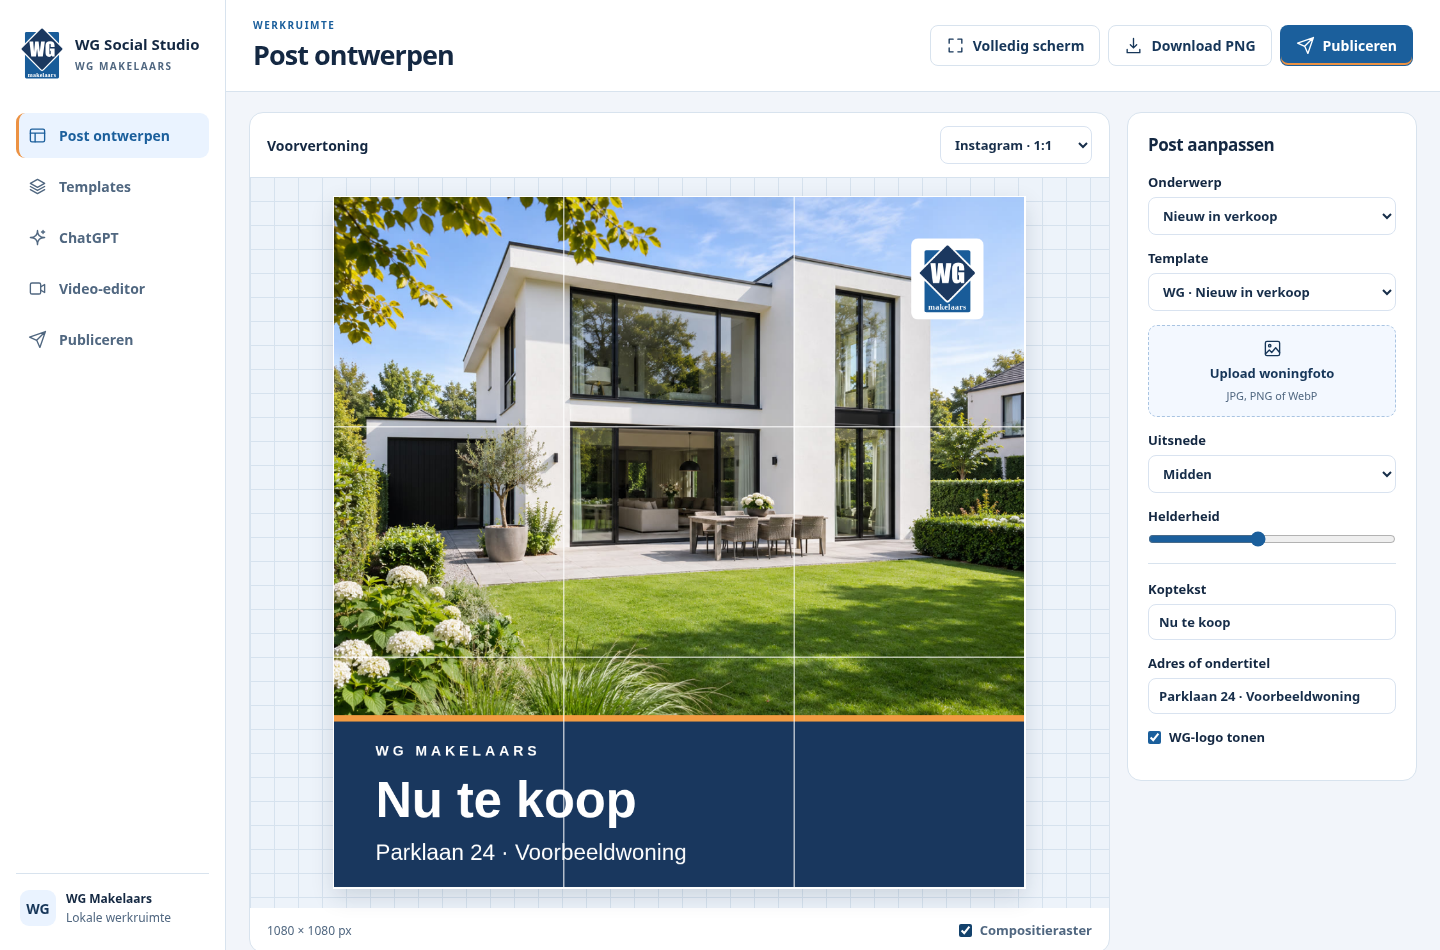 WG
makelaars
WG Social Studio
WG MAKELAARS
Post ontwerpen
Templates
ChatGPT
Video-editor
Publiceren
WG
WG Makelaars
Lokale werkruimte
WERKRUIMTE
Post ontwerpen
Volledig scherm
Download PNG
Publiceren
Voorvertoning
Instagram · 1:1
WG
makelaars
WG MAKELAARS
Nu te koop
Parklaan 24 · Voorbeeldwoning
1080 × 1080 px
Compositieraster
Post aanpassen
Onderwerp
Nieuw in verkoop
Template
WG · Nieuw in verkoop
Upload woningfoto
JPG, PNG of WebP
Uitsnede
Midden
Helderheid
Koptekst
Nu te koop
Adres of ondertitel
Parklaan 24 · Voorbeeldwoning
WG-logo tonen